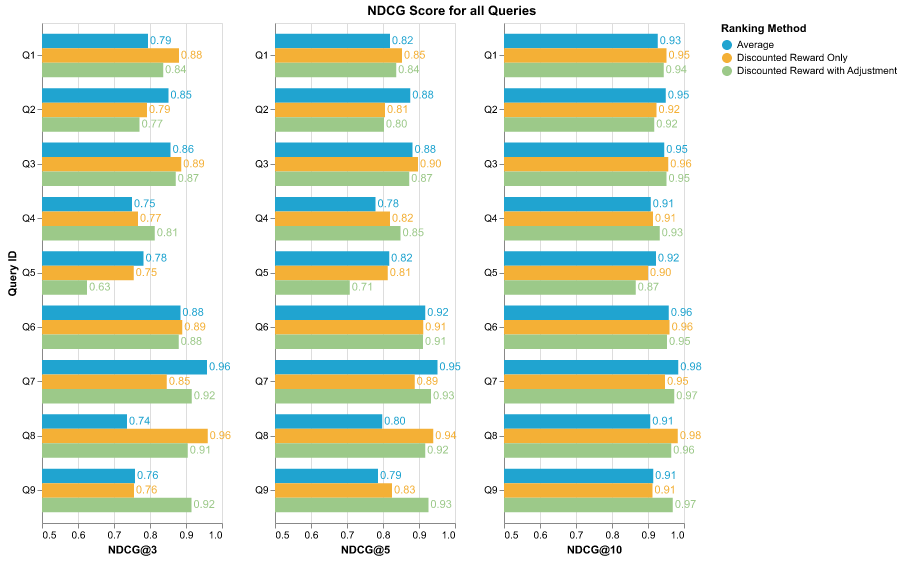 NDCG Score for all Queries
Ranking Method
Average
Discounted Reward Only
Discounted Reward with Adjustment
Query ID
Q1 0.79 0.88 0.84
Q2 0.85 0.79 0.77
Q3 0.86 0.89 0.87
Q4 0.75 0.77 0.81
Q5 0.78 0.75 0.63
Q6 0.88 0.89 0.88
Q7 0.96 0.85 0.92
Q8 0.74 0.96 0.91
Q9 0.76 0.76 0.92
0.5 0.6 0.7 0.8 0.9 1.0
NDCG@3
Q1 0.82 0.85 0.84
Q2 0.88 0.81 0.80
Q3 0.88 0.90 0.87
Q4 0.78 0.82 0.85
Q5 0.82 0.81 0.71
Q6 0.92 0.91 0.91
Q7 0.95 0.89 0.93
Q8 0.80 0.94 0.92
Q9 0.79 0.83 0.93
0.5 0.6 0.7 0.8 0.9 1.0
NDCG@5
Q1 0.93 0.95 0.94
Q2 0.95 0.92 0.92
Q3 0.95 0.96 0.95
Q4 0.91 0.91 0.93
Q5 0.92 0.90 0.87
Q6 0.96 0.96 0.95
Q7 0.98 0.95 0.97
Q8 0.91 0.98 0.96
Q9 0.91 0.91 0.97
0.5 0.6 0.7 0.8 0.9 1.0
NDCG@10